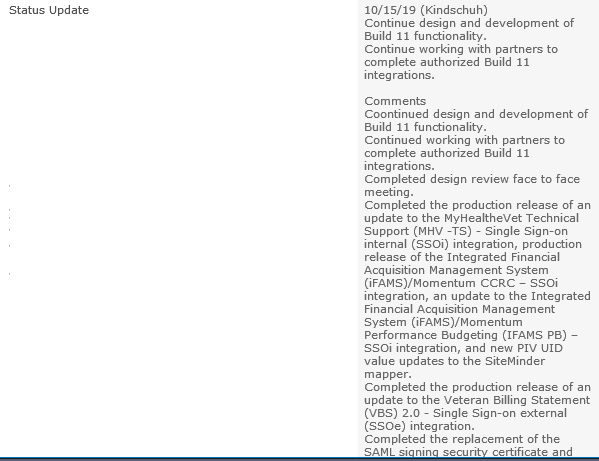 Status Update
10/15/19 (Kindschuh)
Continue design and development of
Build 11 functionality.
Continue working with partners to
complete authorized Build 11
integrations.
Comments
Coontinued design and development of
Build 11 functionality.
Continued working with partners to
complete authorized Build 11
integrations.
Completed design review face to face
meeting.
Completed the production release of an
update to the MyHealtheVet Technical
Support (MHV -TS) - Single Sign-on
internal (SSOi) integration, production
release of the Integrated Financial
Acquisition Management System
(iFAMS)/Momentum CCRC – SSOi
integration, an update to the Integrated
Financial Acquisition Management
System (iFAMS)/Momentum
Performance Budgeting (IFAMS PB) –
SSOi integration, and new PIV UID
value updates to the SiteMinder
mapper.
Completed the production release of an
update to the Veteran Billing Statement
(VBS) 2.0 - Single Sign-on external
(SSOe) integration.
Completed the replacement of the
SAML signing security certificate and